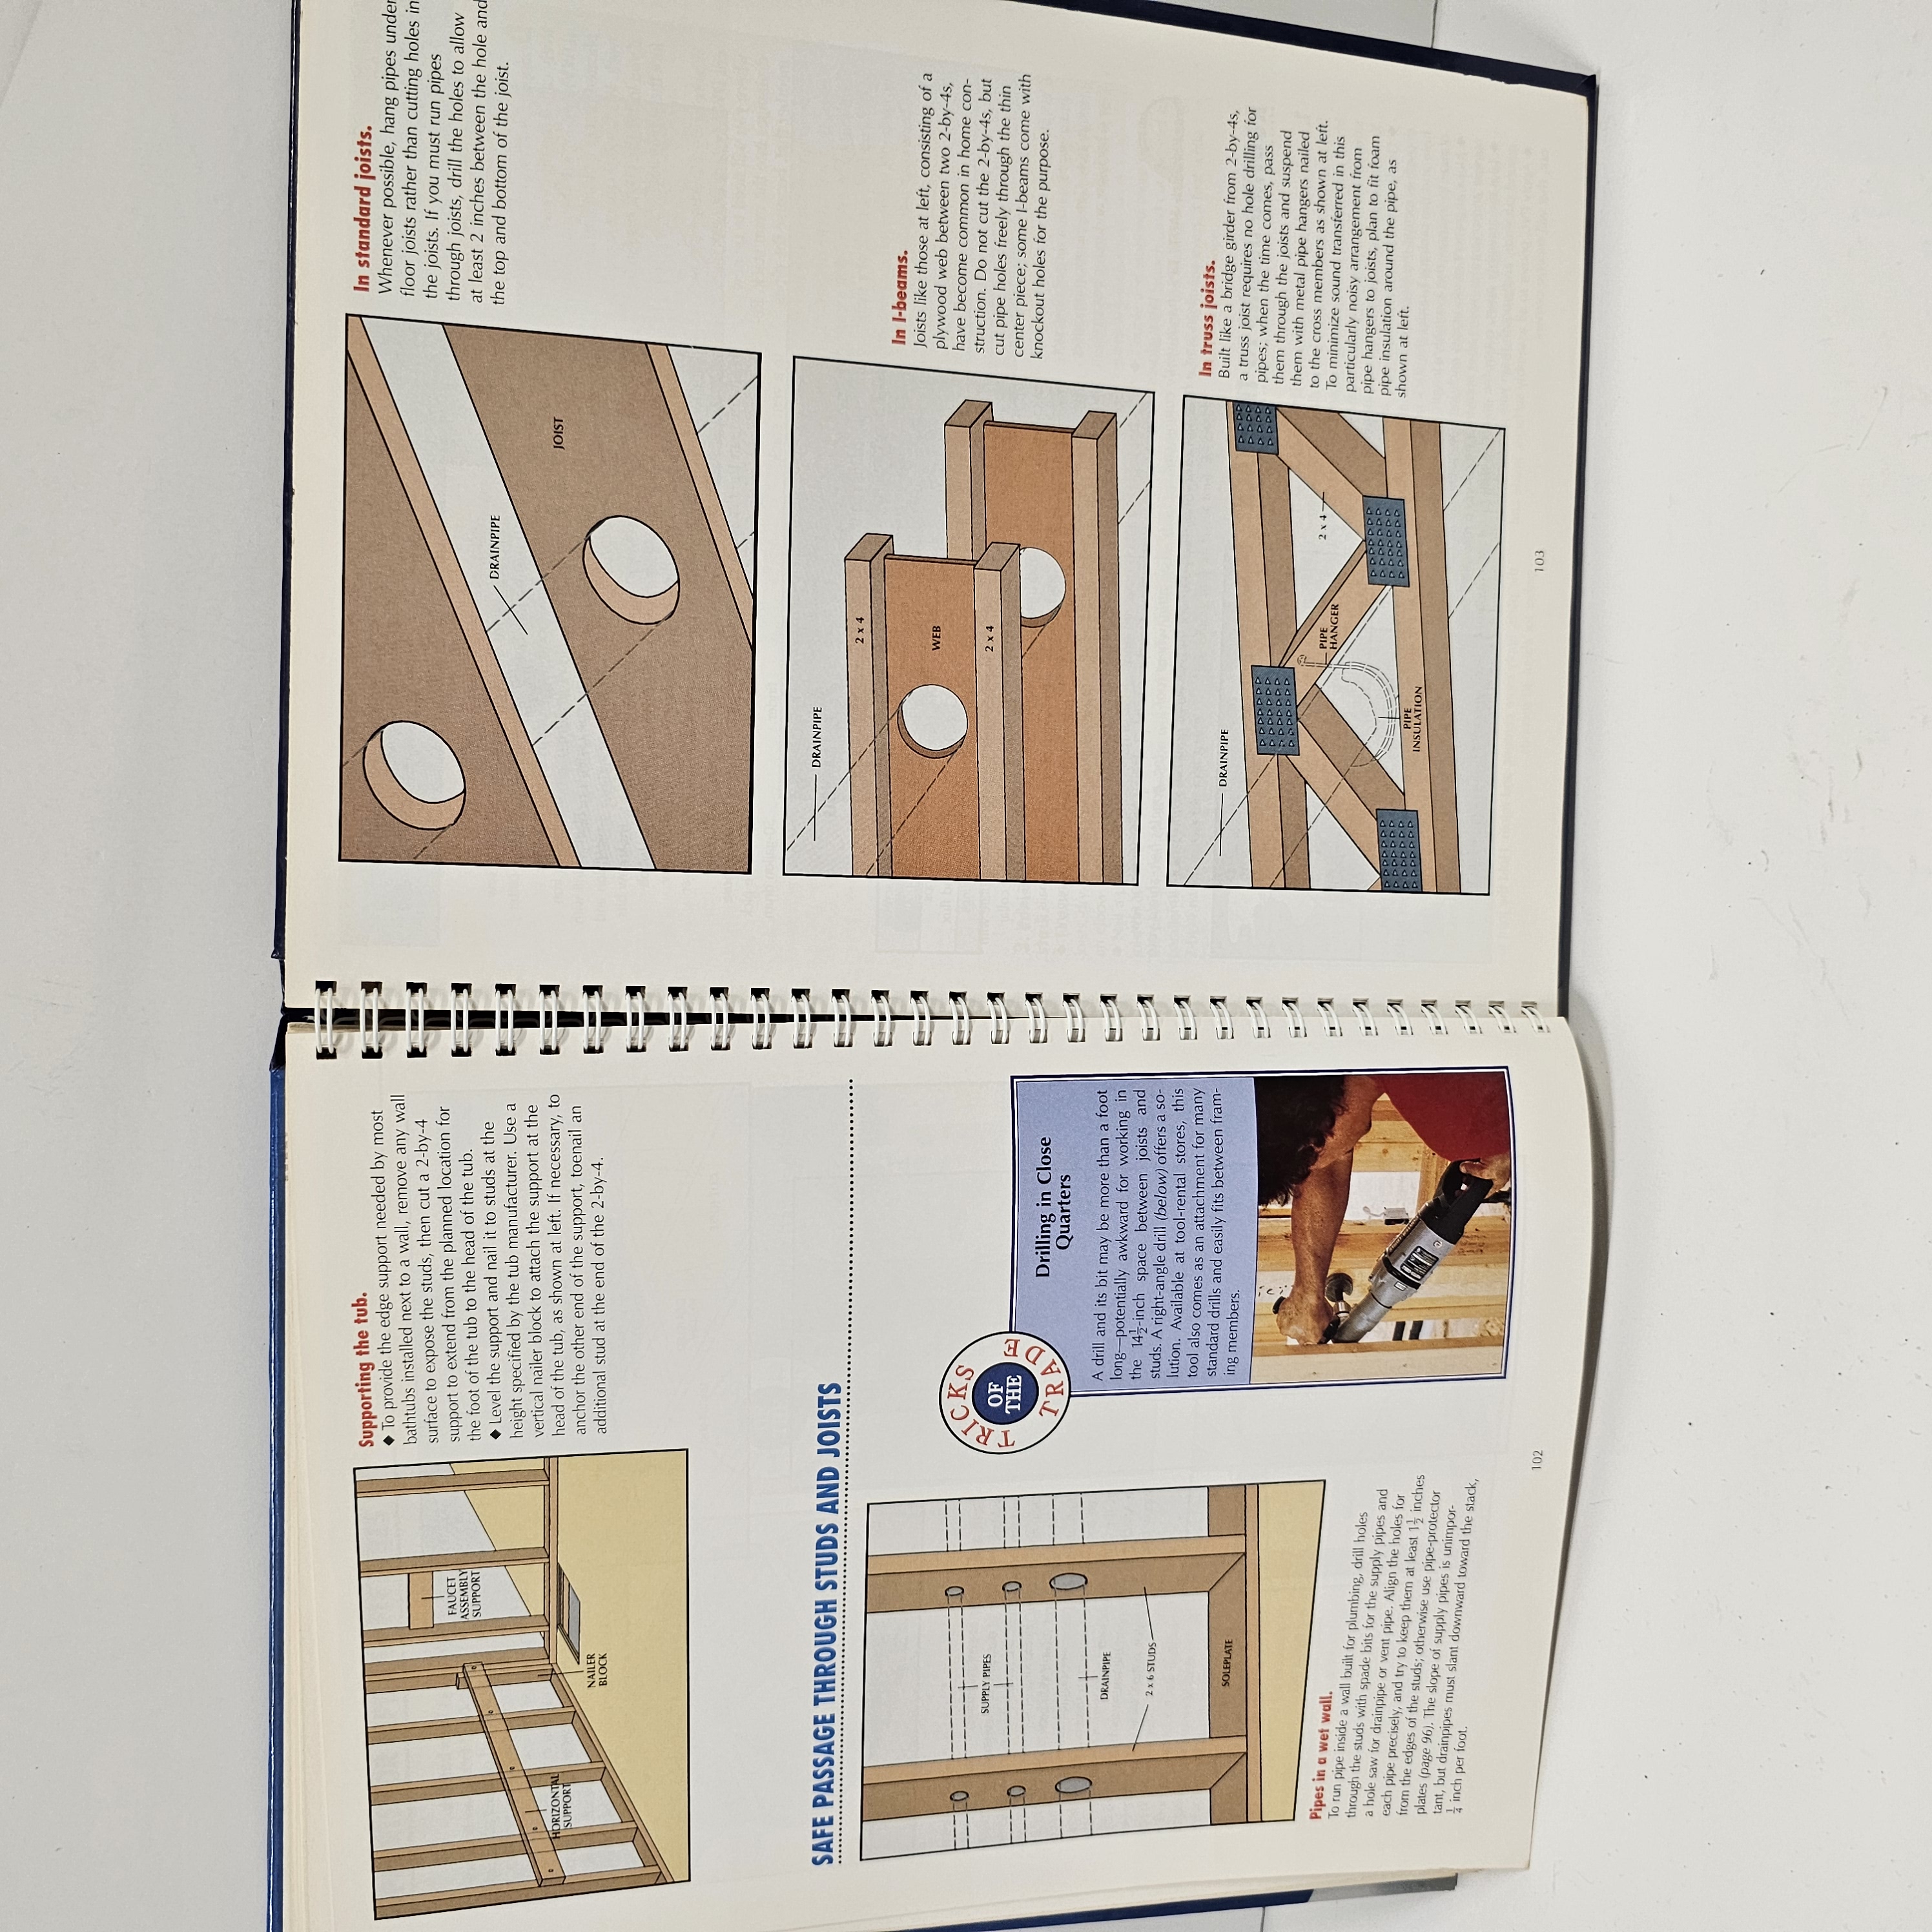 Supporting the tub.
◆ To provide the edge support needed by most
bathtubs installed next to a wall, remove any wall
surface to expose the studs, then cut a 2-by-4
support to extend from the planned location for
the foot of the tub to the head of the tub.
◆ Level the support and nail it to studs at the
height specified by the tub manufacturer. Use a
vertical nailer block to attach the support at the
head of the tub, as shown at left. If necessary, to
anchor the other end of the support, toenail an
additional stud at the end of the 2-by-4.
FAUCET
ASSEMBLY
SUPPORT
HORIZONTAL
SUPPORT
NAILER
BLOCK
SAFE PASSAGE THROUGH STUDS AND JOISTS
SUPPLY PIPES
DRAINPIPE
2 x 6 STUDS
SOLEPLATE
Pipes in a wet wall.
To run pipe inside a wall built for plumbing, drill holes
through the studs with spade bits for the supply pipes and
a hole saw for drainpipe or vent pipe. Align the holes for
each pipe precisely, and try to keep them at least 1½ inches
from the edges of the studs; otherwise use pipe-protector
plates (page 96). The slope of supply pipes is unimpor-
tant, but drainpipes must slant downward toward the stack,
¼ inch per foot.
TRICKS
OF
THE
TRADE
Drilling in Close
Quarters
A drill and its bit may be more than a foot
long—potentially awkward for working in
the 14½-inch space between joists and
studs. A right-angle drill (below) offers a so-
lution. Available at tool-rental stores, this
tool also comes as an attachment for many
standard drills and easily fits between fram-
ing members.
102
DRAINPIPE
JOIST
In standard joists.
Whenever possible, hang pipes under
floor joists rather than cutting holes in
the joists. If you must run pipes
through joists, drill the holes to allow
at least 2 inches between the hole and
the top and bottom of the joist.
DRAINPIPE
2 x 4
WEB
2 x 4
In I-beams.
Joists like those at left, consisting of a
plywood web between two 2-by-4s,
have become common in home con-
struction. Do not cut the 2-by-4s, but
cut pipe holes freely through the thin
center piece; some I-beams come with
knockout holes for the purpose.
DRAINPIPE
PIPE
HANGER
2 x 4
PIPE
INSULATION
In truss joists.
Built like a bridge girder from 2-by-4s,
a truss joist requires no hole drilling for
pipes; when the time comes, pass
them through the joists and suspend
them with metal pipe hangers nailed
to the cross members as shown at left.
To minimize sound transferred in this
particularly noisy arrangement from
pipe hangers to joists, plan to fit foam
pipe insulation around the pipe, as
shown at left.
103